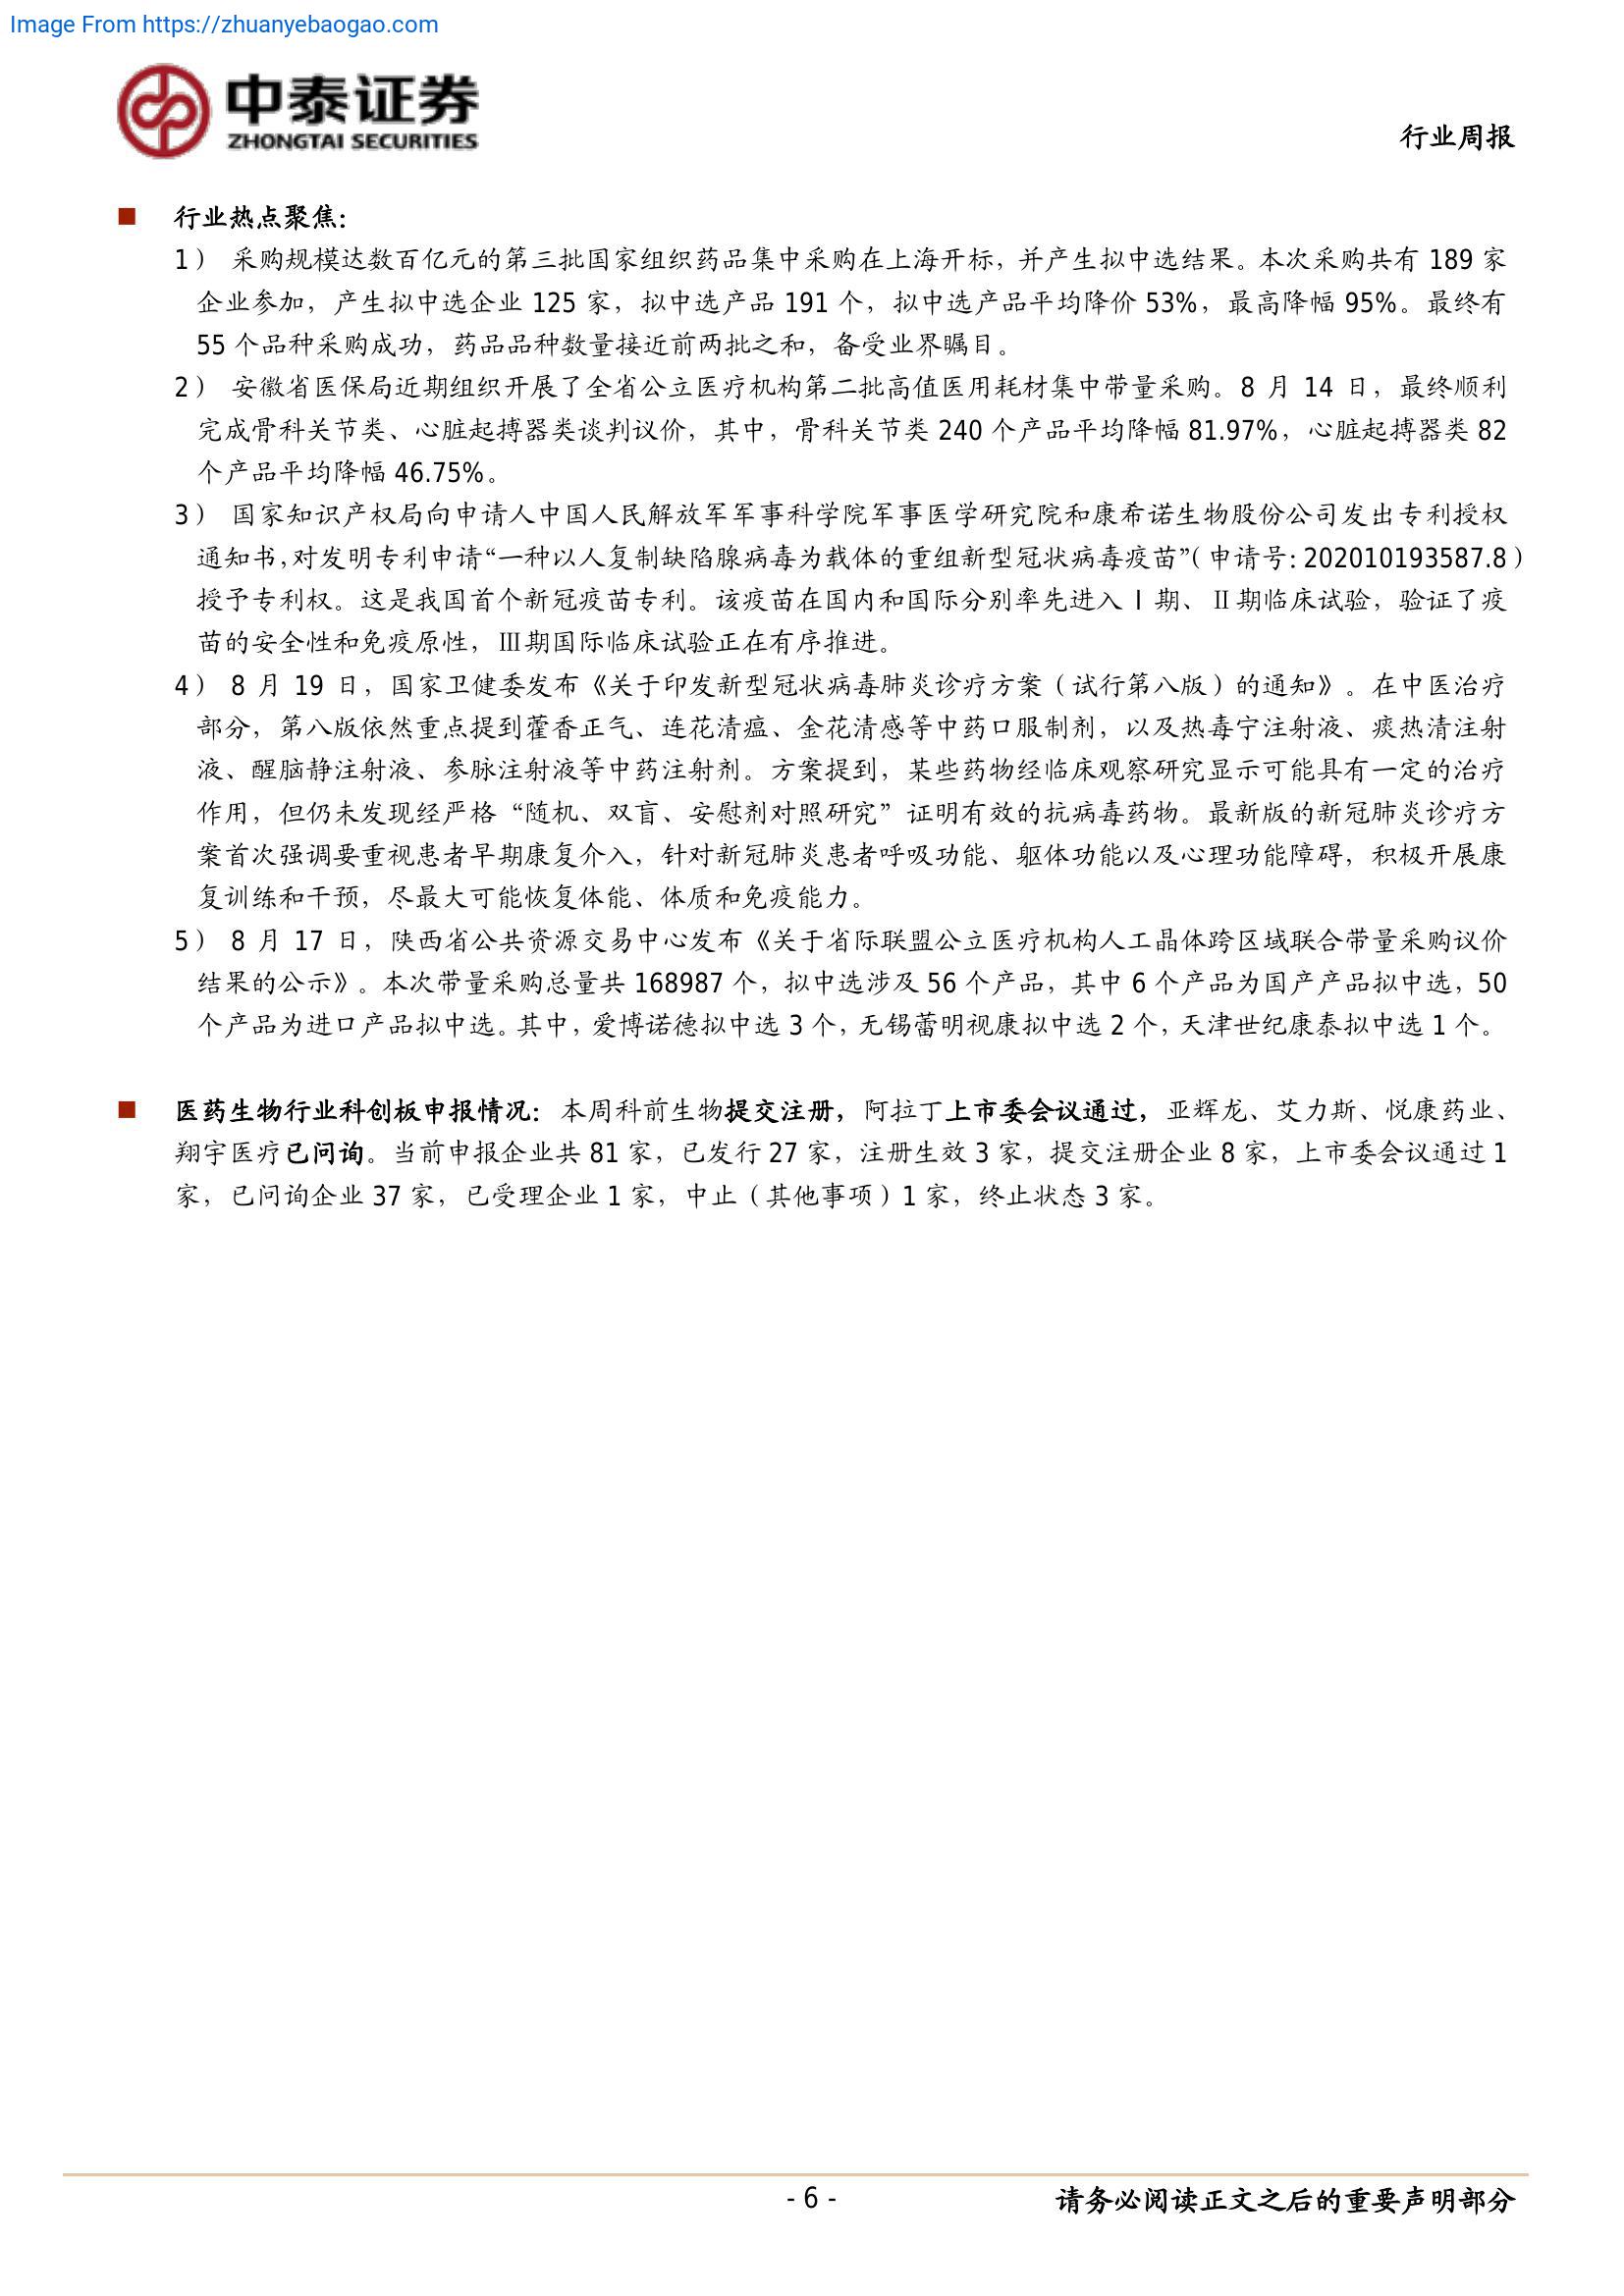 Image From https://zhuanyebaogao.com
中泰证券
ZHONGTAI SECURITIES
行业周报
■ 行业热点聚焦：
1） 采购规模达数百亿元的第三批国家组织药品集中采购在上海开标，并产生拟中选结果。本次采购共有 189 家
企业参加，产生拟中选企业 125 家，拟中选产品 191 个，拟中选产品平均降价 53%，最高降幅 95%。最终有
55 个品种采购成功，药品品种数量接近前两批之和，备受业界瞩目。
2） 安徽省医保局近期组织开展了全省公立医疗机构第二批高值医用耗材集中带量采购。8 月 14 日，最终顺利
完成骨科关节类、心脏起搏器类谈判议价，其中，骨科关节类 240 个产品平均降幅 81.97%，心脏起搏器类 82
个产品平均降幅 46.75%。
3） 国家知识产权局向申请人中国人民解放军军事科学院军事医学研究院和康希诺生物股份公司发出专利授权
通知书，对发明专利申请“一种以人复制缺陷腺病毒为载体的重组新型冠状病毒疫苗”（申请号：202010193587.8）
授予专利权。这是我国首个新冠疫苗专利。该疫苗在国内和国际分别率先进入Ⅰ期、Ⅱ期临床试验，验证了疫
苗的安全性和免疫原性，Ⅲ期国际临床试验正在有序推进。
4） 8 月 19 日，国家卫健委发布《关于印发新型冠状病毒肺炎诊疗方案（试行第八版）的通知》。在中医治疗
部分，第八版依然重点提到藿香正气、连花清瘟、金花清感等中药口服制剂，以及热毒宁注射液、痰热清注射
液、醒脑静注射液、参脉注射液等中药注射剂。方案提到，某些药物经临床观察研究显示可能具有一定的治疗
作用，但仍未发现经严格“随机、双盲、安慰剂对照研究”证明有效的抗病毒药物。最新版的新冠肺炎诊疗方
案首次强调要重视患者早期康复介入，针对新冠肺炎患者呼吸功能、躯体功能以及心理功能障碍，积极开展康
复训练和干预，尽最大可能恢复体能、体质和免疫能力。
5） 8 月 17 日，陕西省公共资源交易中心发布《关于省际联盟公立医疗机构人工晶体跨区域联合带量采购议价
结果的公示》。本次带量采购总量共 168987 个，拟中选涉及 56 个产品，其中 6 个产品为国产产品拟中选，50
个产品为进口产品拟中选。其中，爱博诺德拟中选 3 个，无锡蕾明视康拟中选 2 个，天津世纪康泰拟中选 1 个。
■ 医药生物行业科创板申报情况：本周科前生物提交注册，阿拉丁上市委会议通过，亚辉龙、艾力斯、悦康药业、
翔宇医疗已问询。当前申报企业共 81 家，已发行 27 家，注册生效 3 家，提交注册企业 8 家，上市委会议通过 1
家，已问询企业 37 家，已受理企业 1 家，中止（其他事项）1 家，终止状态 3 家。
- 6 -
请务必阅读正文之后的重要声明部分